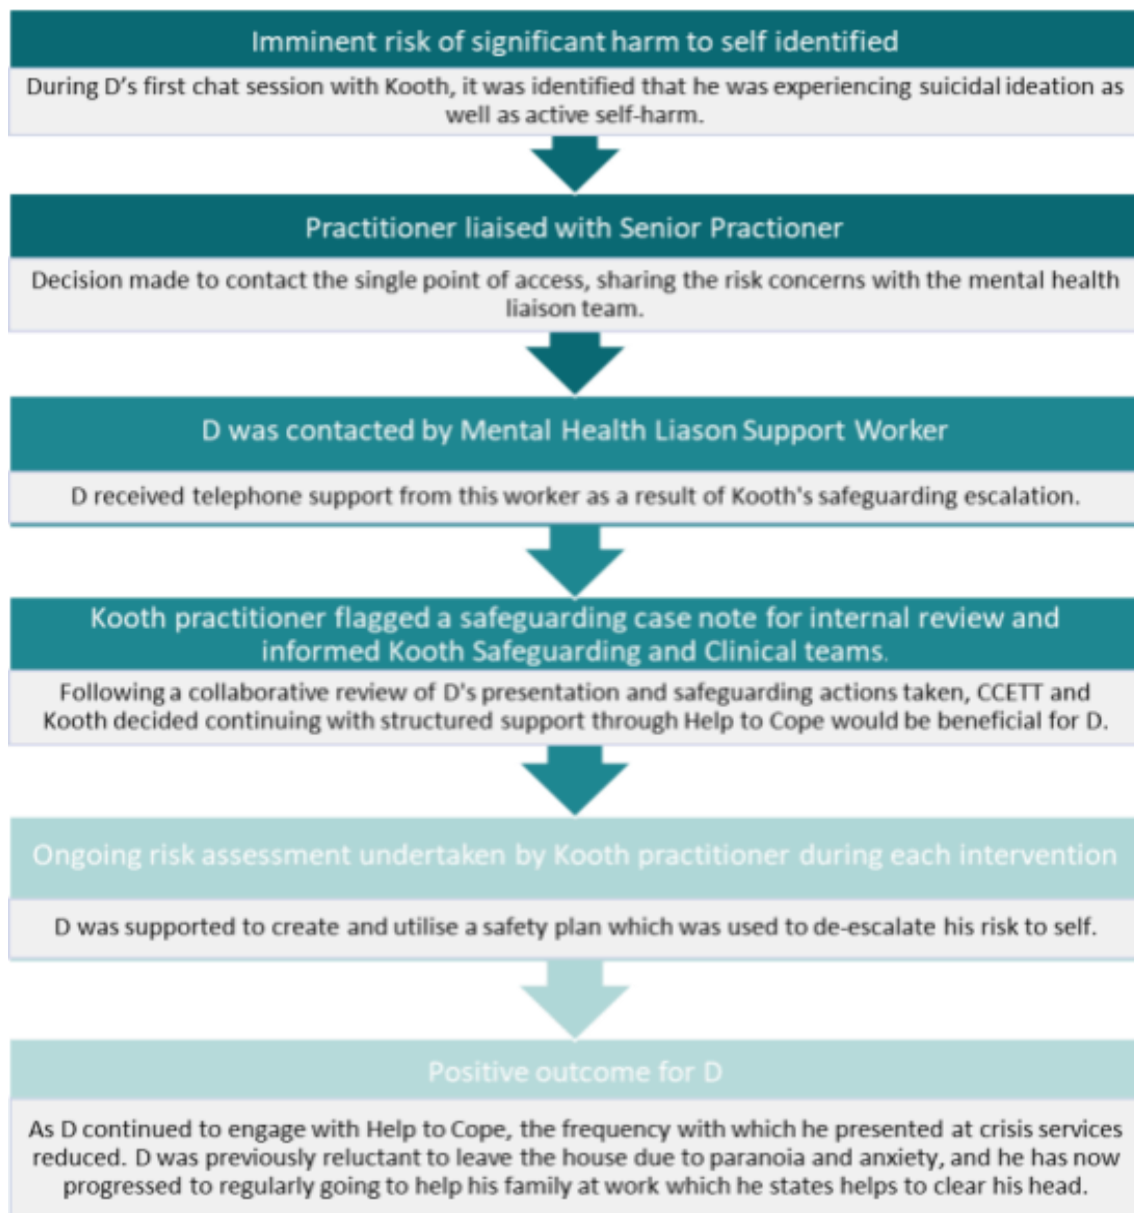 Imminent risk of significant harm to self identified
During D's first chat session with Kooth, it was identified that he was experiencing suicidal ideation as
well as active self-harm.
Practitioner liaised with Senior Practioner
Decision made to contact the single point of access, sharing the risk concerns with the mental health
liaison team.
D was contacted by Mental Health Liason Support Worker
D received telephone support from this worker as a result of Kooth's safeguarding escalation.
Kooth practitioner flagged a safeguarding case note for internal review and
informed Kooth Safeguarding and Clinical teams.
Following a collaborative review of D's presentation and safeguarding actions taken, CCETT and
Kooth decided continuing with structured support through Help to Cope would be beneficial for D.
Ongoing risk assessment undertaken by Kooth practitioner during each intervention
D was supported to create and utilise a safety plan which was used to de-escalate his risk to self.
Positive outcome for D
As D continued to engage with Help to Cope, the frequency with which he presented at crisis services
reduced. D was previously reluctant to leave the house due to paranoia and anxiety, and he has now
progressed to regularly going to help his family at work which he states helps to clear his head.